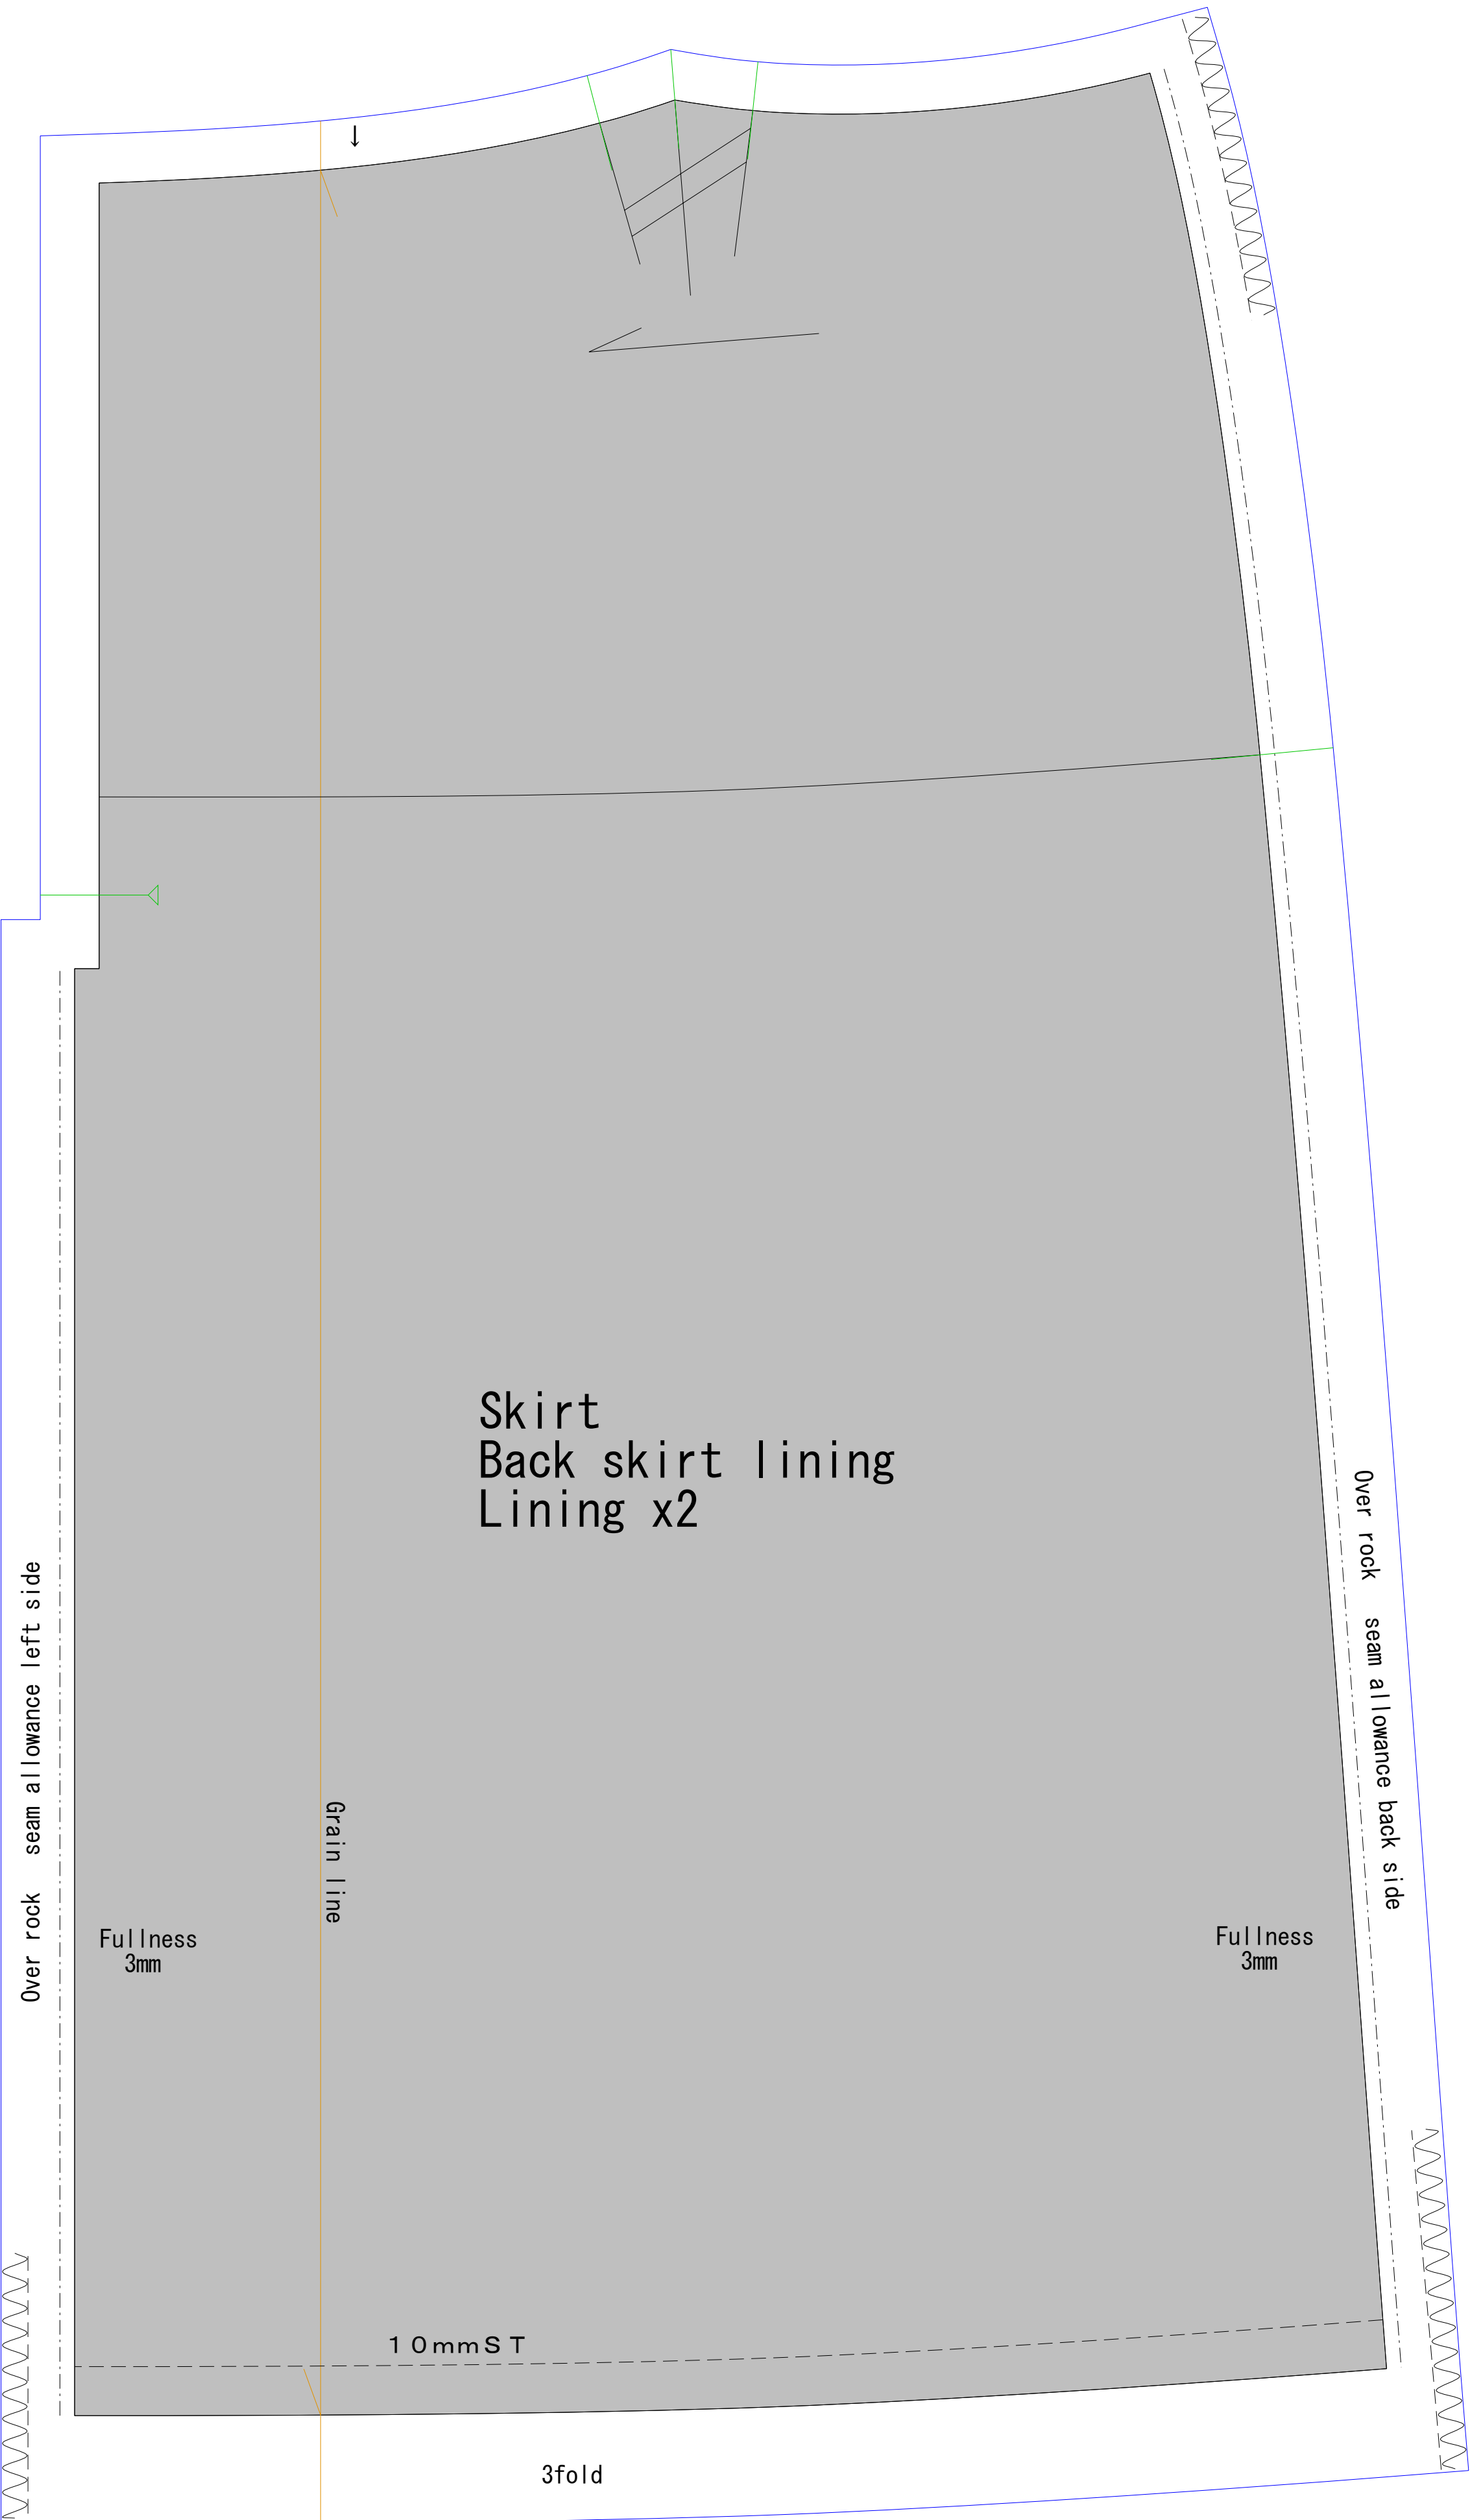 ↓
Skirt
Back skirt lining
Lining x2
Over rock seam allowance left side
Grain line
Over rock seam allowance back side
Fullness
3mm
Fullness
3mm
10mmST
3fold